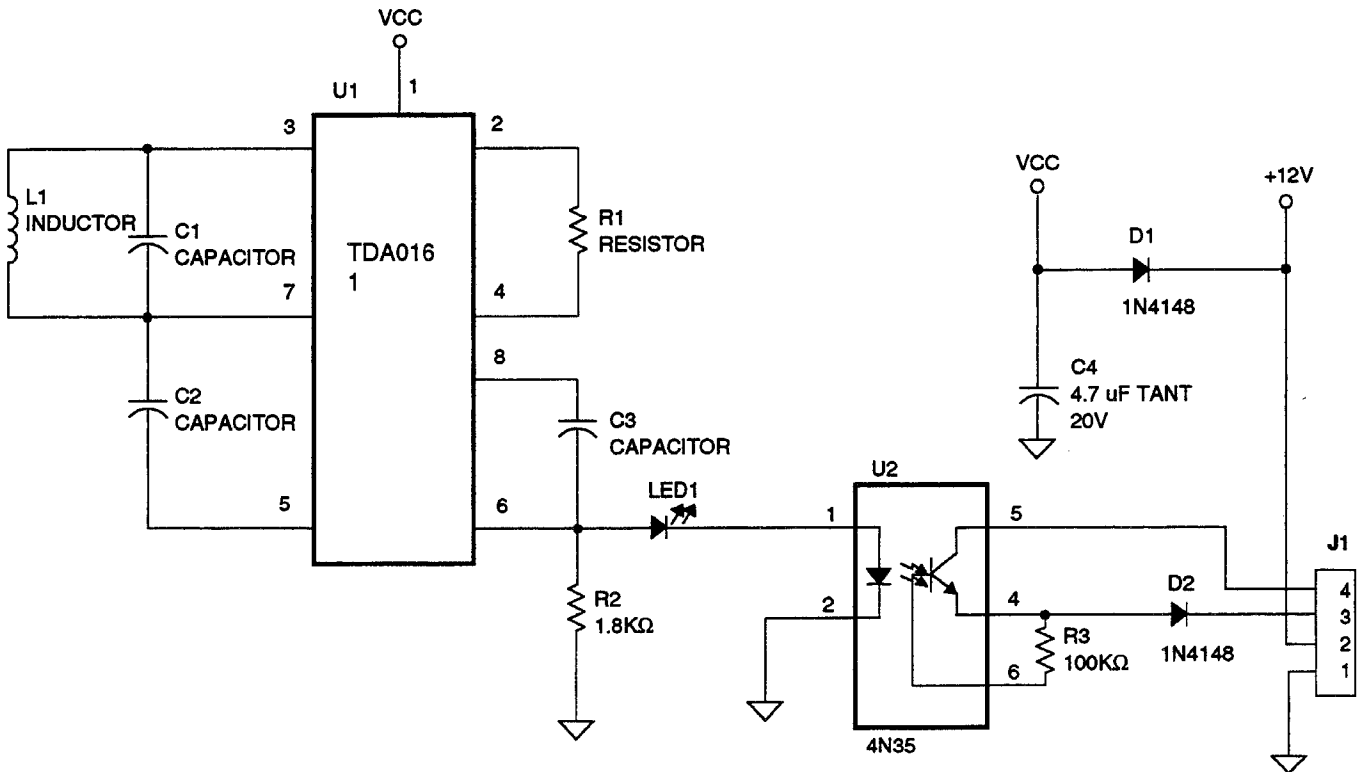 VCC
U1
1
3
2
L1
INDUCTOR
C1
CAPACITOR
TDA016
1
R1
RESISTOR
7
4
8
C2
CAPACITOR
C3
CAPACITOR
5
6
LED1
R2
1.8KΩ
VCC
+12V
D1
1N4148
C4
4.7 uF TANT
20V
U2
1
5
2
4
6
4N35
R3
100KΩ
D2
1N4148
J1
4
3
2
1